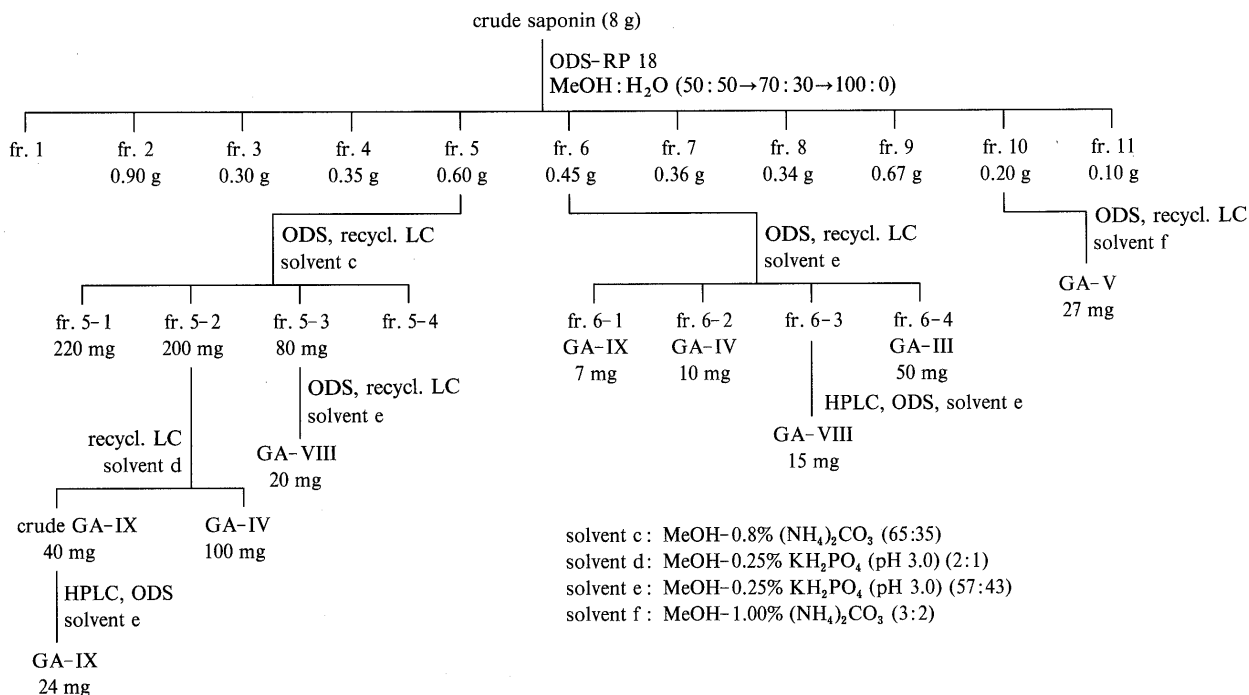 crude saponin (8 g)
ODS-RP 18
MeOH : H₂O (50 : 50→70 : 30→100 : 0)
fr. 1 fr. 2 fr. 3 fr. 4 fr. 5 fr. 6 fr. 7 fr. 8 fr. 9 fr. 10 fr. 11
0.90 g 0.30 g 0.35 g 0.60 g 0.45 g 0.36 g 0.34 g 0.67 g 0.20 g 0.10 g
ODS, recycl. LC
solvent c
ODS, recycl. LC
solvent e
ODS, recycl. LC
solvent f
GA-V
27 mg
fr. 5-1 fr. 5-2 fr. 5-3 fr. 5-4
220 mg 200 mg 80 mg
fr. 6-1 fr. 6-2 fr. 6-3 fr. 6-4
GA-IX GA-IV GA-III
7 mg 10 mg 50 mg
ODS, recycl. LC
solvent e
HPLC, ODS, solvent e
recycl. LC
solvent d
GA-VIII
20 mg
GA-VIII
15 mg
crude GA-IX GA-IV
40 mg 100 mg
HPLC, ODS
solvent e
GA-IX
24 mg
solvent c : MeOH-0.8% (NH₄)₂CO₃ (65:35)
solvent d : MeOH-0.25% KH₂PO₄ (pH 3.0) (2:1)
solvent e : MeOH-0.25% KH₂PO₄ (pH 3.0) (57:43)
solvent f : MeOH-1.00% (NH₄)₂CO₃ (3:2)